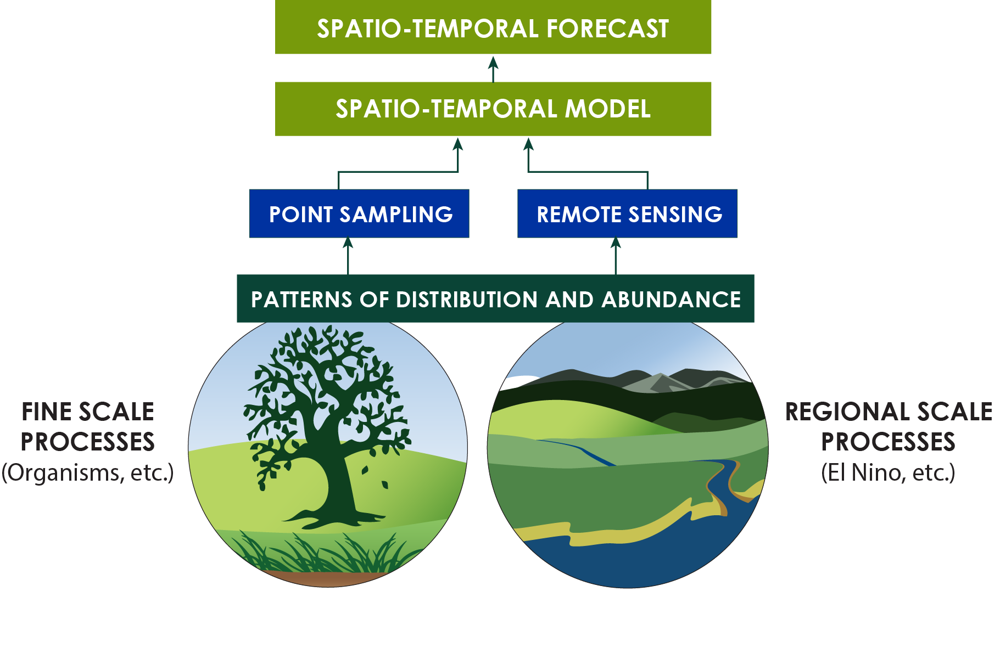 SPATIO-TEMPORAL FORECAST
SPATIO-TEMPORAL MODEL
POINT SAMPLING
REMOTE SENSING
PATTERNS OF DISTRIBUTION AND ABUNDANCE
FINE SCALE
PROCESSES
(Organisms, etc.)
REGIONAL SCALE
PROCESSES
(El Nino, etc.)